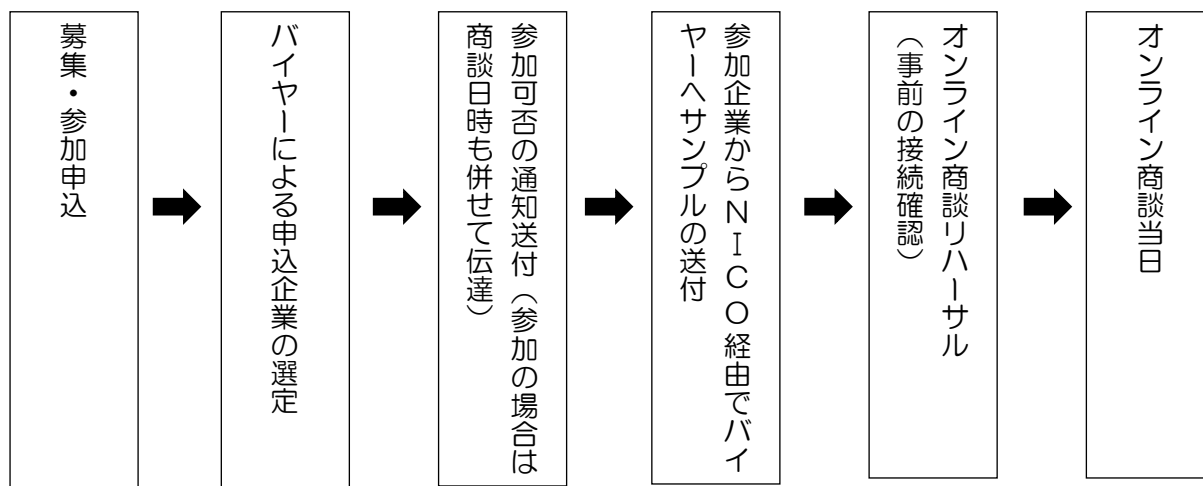 募集・参加申込
バイヤーによる申込企業の選定
参加可否の通知送付（参加の場合は
商談日時も併せて伝達）
参加企業からＮＩＣＯ経由でバイ
ヤーへサンプルの送付
オンライン商談リハーサル
（事前の接続確認）
オンライン商談当日